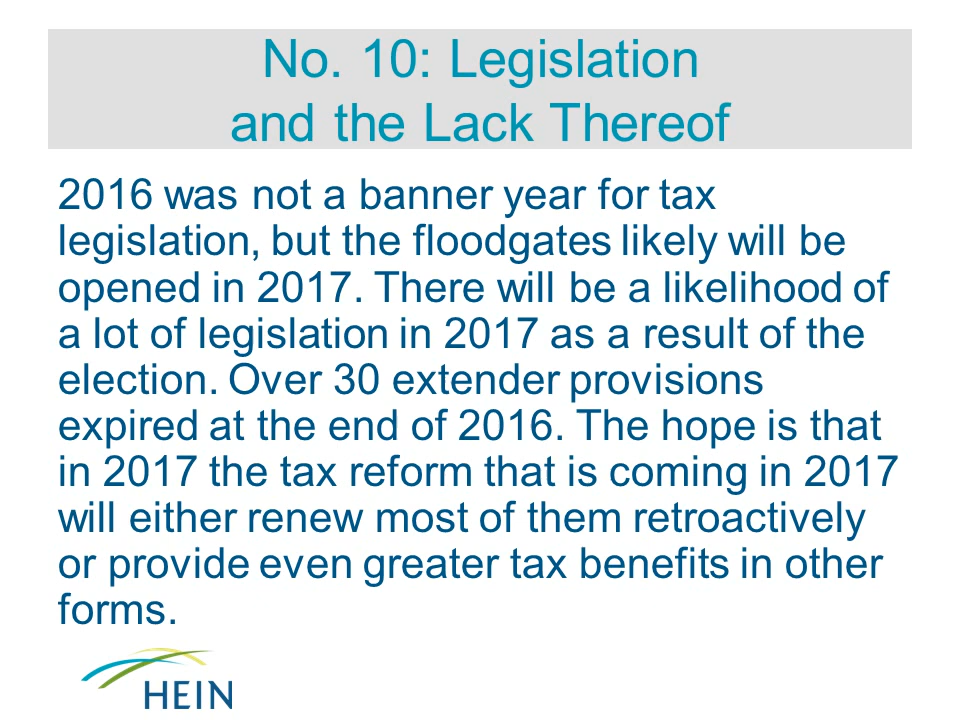 No. 10: Legislation
and the Lack Thereof
2016 was not a banner year for tax
legislation, but the floodgates likely will be
opened in 2017. There will be a likelihood of
a lot of legislation in 2017 as a result of the
election. Over 30 extender provisions
expired at the end of 2016. The hope is that
in 2017 the tax reform that is coming in 2017
will either renew most of them retroactively
or provide even greater tax benefits in other
forms.
HEIN